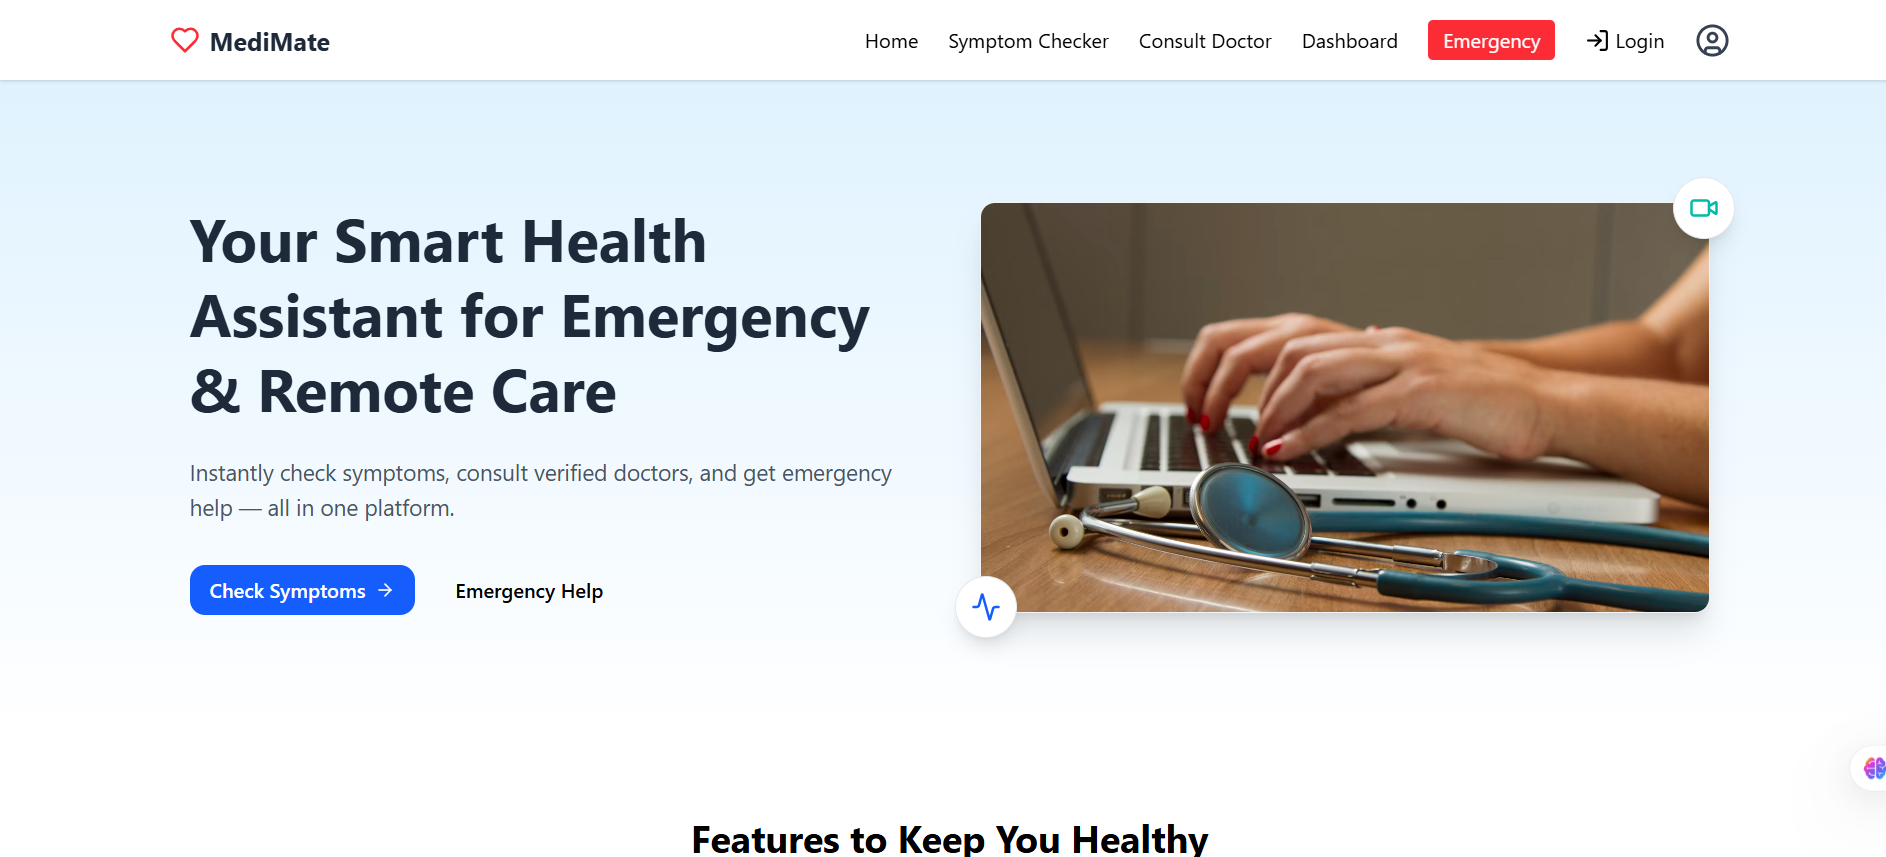 MediMate
Home
Symptom Checker
Consult Doctor
Dashboard
Emergency
Login
Your Smart Health
Assistant for Emergency
& Remote Care
Instantly check symptoms, consult verified doctors, and get emergency
help — all in one platform.
Check Symptoms →
Emergency Help
Features to Keep You Healthy